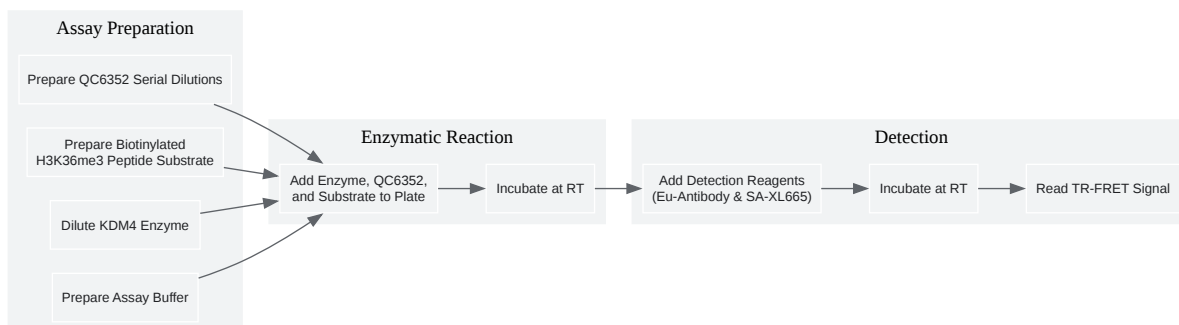 Assay Preparation
Prepare QC6352 Serial Dilutions
Prepare Biotinylated
H3K36me3 Peptide Substrate
Dilute KDM4 Enzyme
Prepare Assay Buffer
Enzymatic Reaction
Add Enzyme, QC6352,
and Substrate to Plate
Incubate at RT
Detection
Add Detection Reagents
(Eu-Antibody & SA-XL665)
Incubate at RT
Read TR-FRET Signal